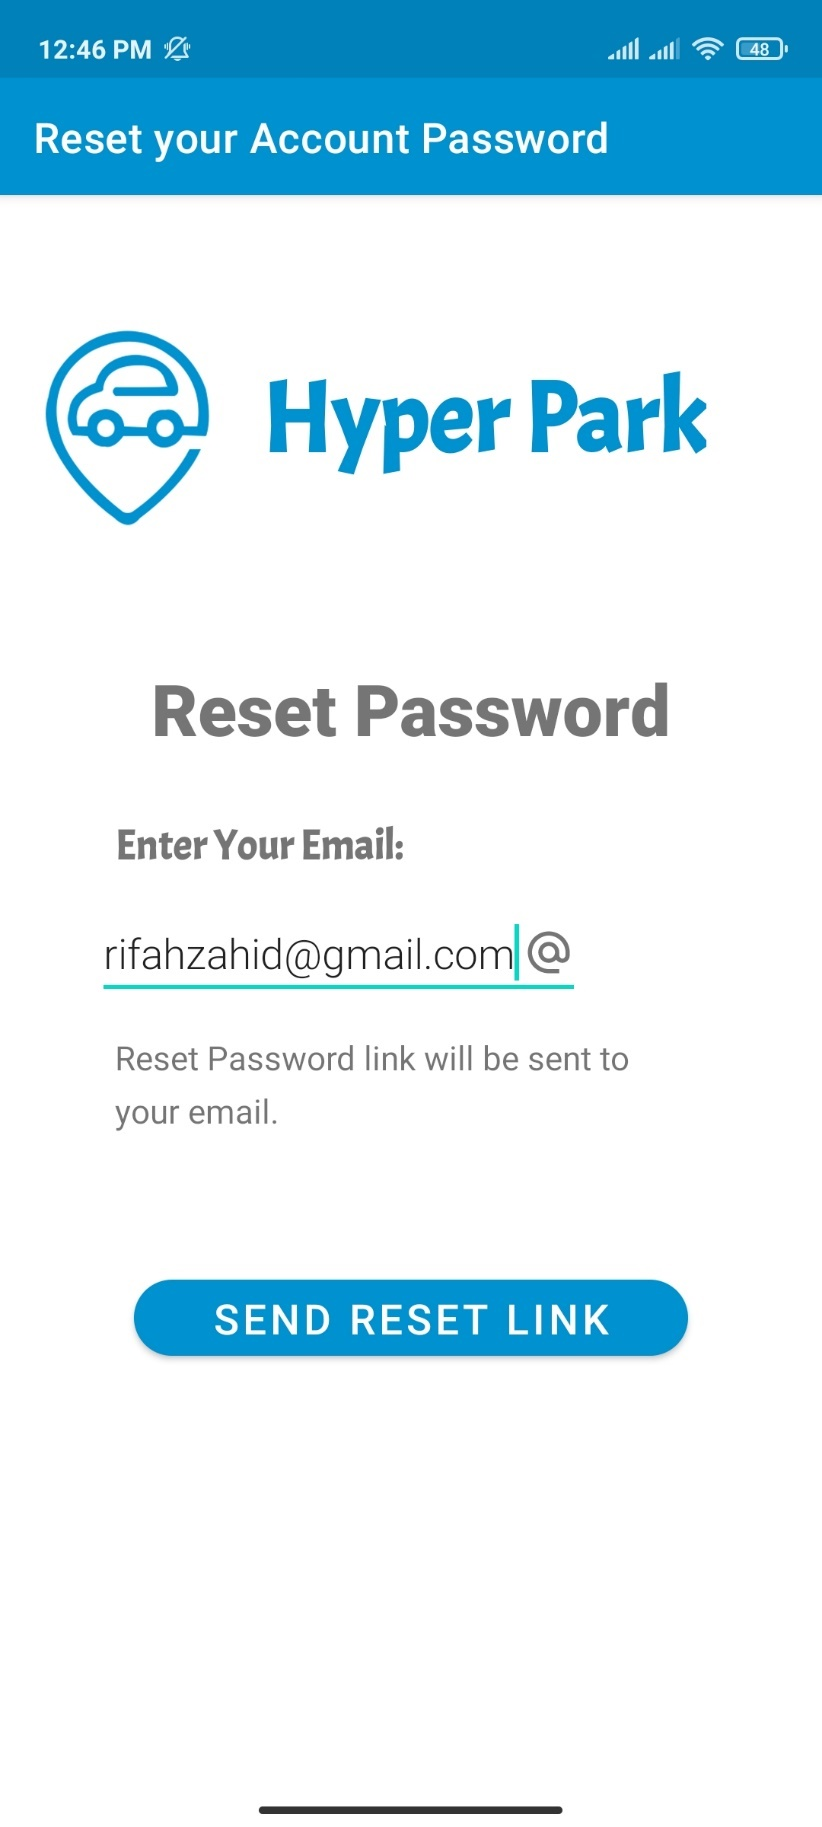 12:46 PM 48
Reset your Account Password
Hyper Park
Reset Password
Enter Your Email:
rifahzahid@gmail.com @
Reset Password link will be sent to
your email.
SEND RESET LINK